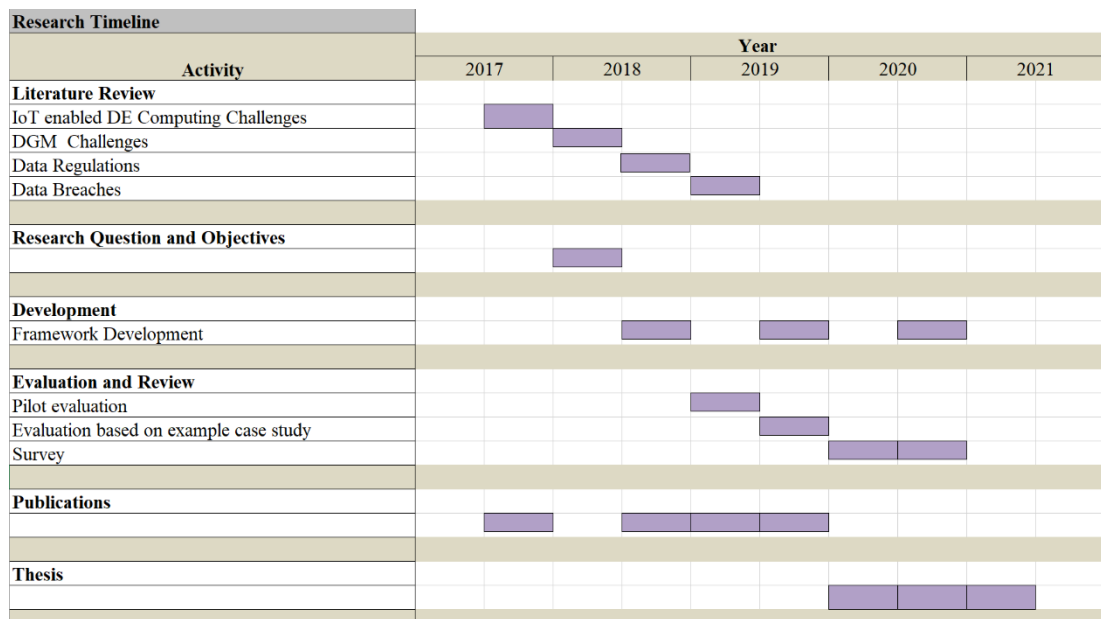 Research Timeline
Year
Activity 2017 2018 2019 2020 2021
Literature Review
IoT enabled DE Computing Challenges
DGM Challenges
Data Regulations
Data Breaches
Research Question and Objectives
Development
Framework Development
Evaluation and Review
Pilot evaluation
Evaluation based on example case study
Survey
Publications
Thesis